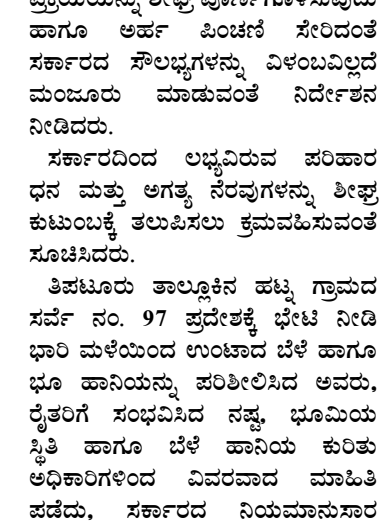 ಪ್ರಕ್ರಿಯೆಯನ್ನು ಶೀಘ್ರ ಪೂರ್ಣಗೊಳಿಸುವುದು
ಹಾಗೂ ಅರ್ಹ ಪಿಂಚಣಿ ಸೇರಿದಂತೆ
ಸರ್ಕಾರದ ಸೌಲಭ್ಯಗಳನ್ನು ವಿಳಂಬವಿಲ್ಲದೆ
ಮಂಜೂರು ಮಾಡುವಂತೆ ನಿರ್ದೇಶನ
ನೀಡಿದರು.
ಸರ್ಕಾರದಿಂದ ಲಭ್ಯವಿರುವ ಪರಿಹಾರ
ಧನ ಮತ್ತು ಅಗತ್ಯ ನೆರವುಗಳನ್ನು ಶೀಘ್ರ
ಕುಟುಂಬಕ್ಕೆ ತಲುಪಿಸಲು ಕ್ರಮವಹಿಸುವಂತೆ
ಸೂಚಿಸಿದರು.
ತಿಪಟೂರು ತಾಲ್ಲೂಕಿನ ಹಟ್ನ ಗ್ರಾಮದ
ಸರ್ವೆ ನಂ. 97 ಪ್ರದೇಶಕ್ಕೆ ಭೇಟಿ ನೀಡಿ
ಭಾರಿ ಮಳೆಯಿಂದ ಉಂಟಾದ ಬೆಳೆ ಹಾಗೂ
ಭೂ ಹಾನಿಯನ್ನು ಪರಿಶೀಲಿಸಿದ ಅವರು,
ರೈತರಿಗೆ ಸಂಭವಿಸಿದ ನಷ್ಟ, ಭೂಮಿಯ
ಸ್ಥಿತಿ ಹಾಗೂ ಬೆಳೆ ಹಾನಿಯ ಕುರಿತು
ಅಧಿಕಾರಿಗಳಿಂದ ವಿವರವಾದ ಮಾಹಿತಿ
ಪಡೆದು, ಸರ್ಕಾರದ ನಿಯಮಾನುಸಾರ